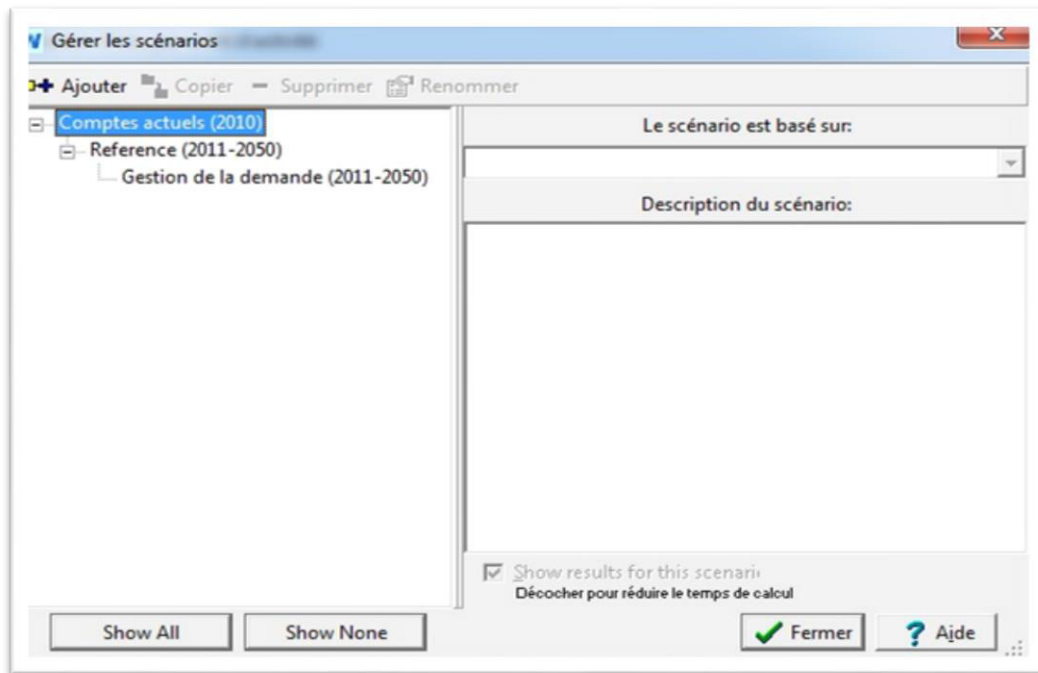 Gérer les scénarios
Ajouter Copier Supprimer Renommer
Comptes actuels (2010)
Reference (2011-2050)
Gestion de la demande (2011-2050)
Le scénario est basé sur:
Description du scénario:
Show results for this scenari
Décocher pour réduire le temps de calcul
Show All Show None Fermer ? Aide